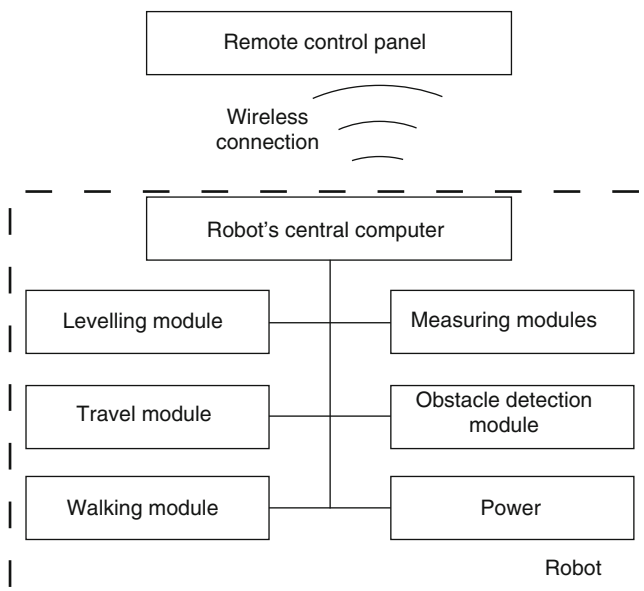 Remote control panel
Wireless
connection
Robot's central computer
Levelling module
Measuring modules
Travel module
Obstacle detection
module
Walking module
Power
Robot